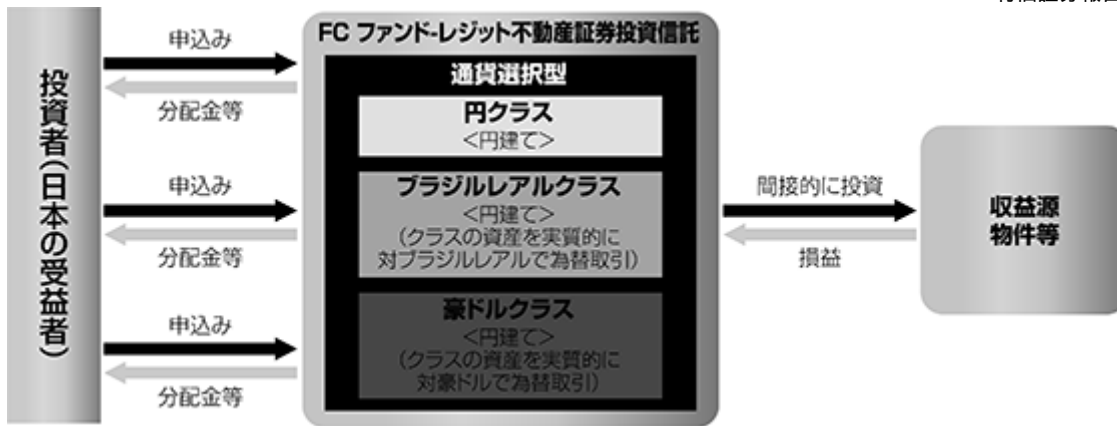 投資者(日本の受益者)
申込み
分配金等
申込み
分配金等
申込み
分配金等
FC ファンド-レジット不動産証券投資信託
通貨選択型
円クラス
<円建て>
ブラジルレアルクラス
<円建て>
(クラスの資産を実質的に
対ブラジルレアルで為替取引)
豪ドルクラス
<円建て>
(クラスの資産を実質的に
対豪ドルで為替取引)
間接的に投資
損益
収益源
物件等